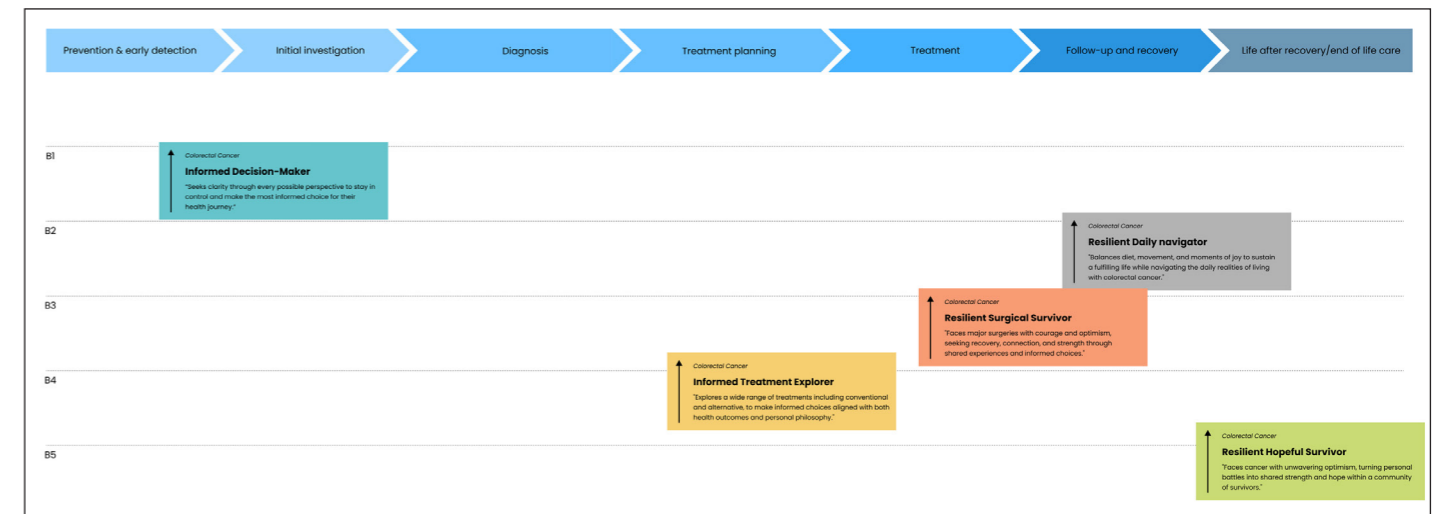 Prevention & early detection
Initial investigation
Diagnosis
Treatment planning
Treatment
Follow-up and recovery
Life after recovery/end of life care
B1
Colorectal Cancer
Informed Decision-Maker
"Seeks clarity through every possible perspective to stay in
control and make the most informed choice for their
health journey."
B2
Colorectal Cancer
Resilient Daily navigator
"Balances diet, movement, and moments of joy to sustain
a fulfilling life while navigating the daily realities of living
with colorectal cancer."
B3
Colorectal Cancer
Resilient Surgical Survivor
"Faces major surgeries with courage and optimism,
seeking recovery, connection, and strength through
shared experiences and informed choices."
B4
Colorectal Cancer
Informed Treatment Explorer
"Explores a wide range of treatments including conventional
and alternative, to make informed choices aligned with both
health outcomes and personal philosophy."
B5
Colorectal Cancer
Resilient Hopeful Survivor
"Faces cancer with unwavering optimism, turning personal
battles into shared strength and hope within a community
of survivors."